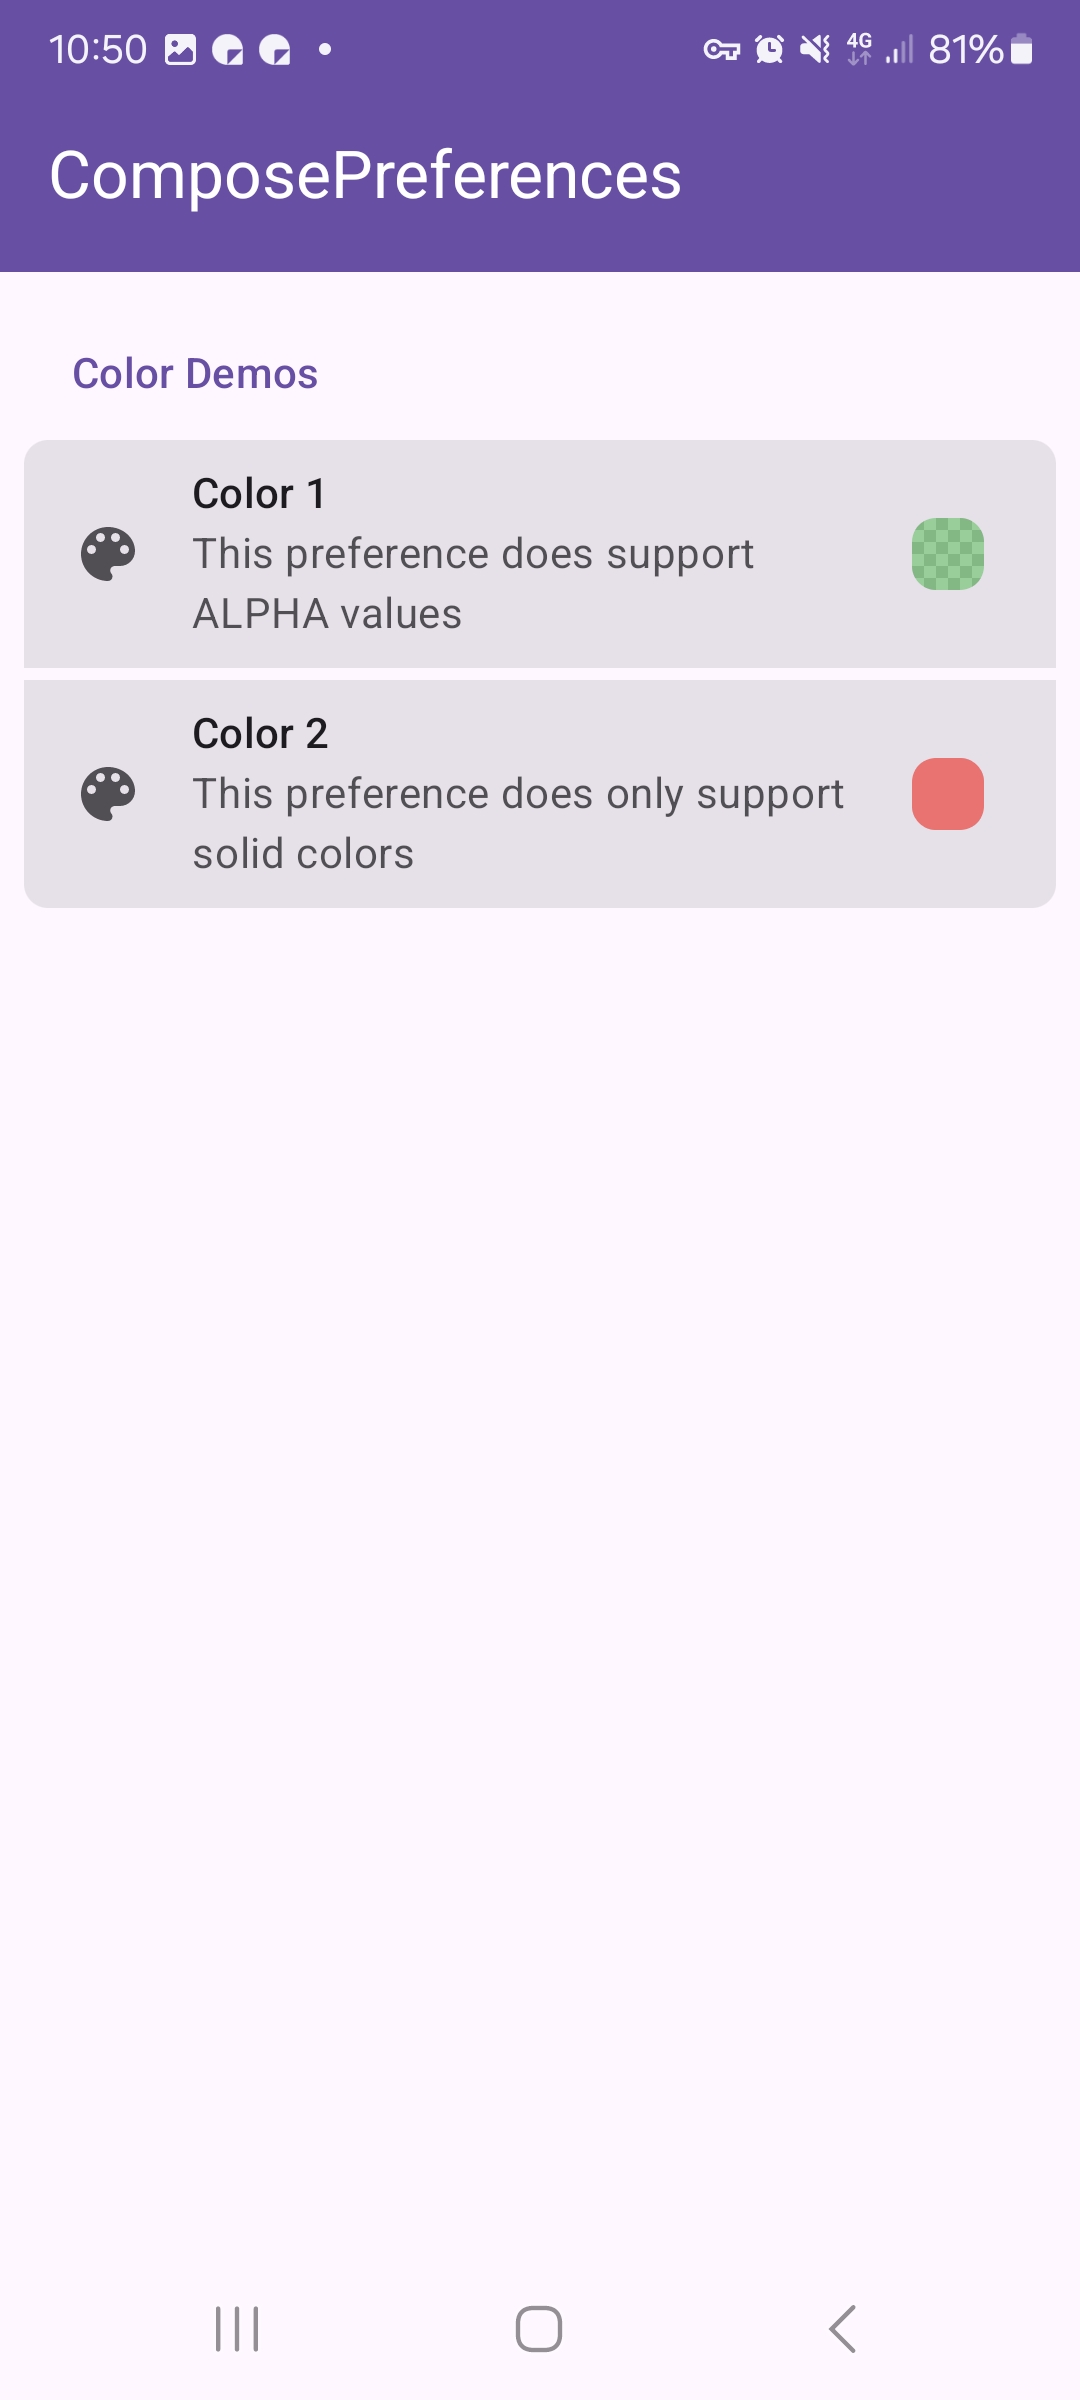 10:50
4G
81%
ComposePreferences
Color Demos
Color 1
This preference does support
ALPHA values
Color 2
This preference does only support
solid colors